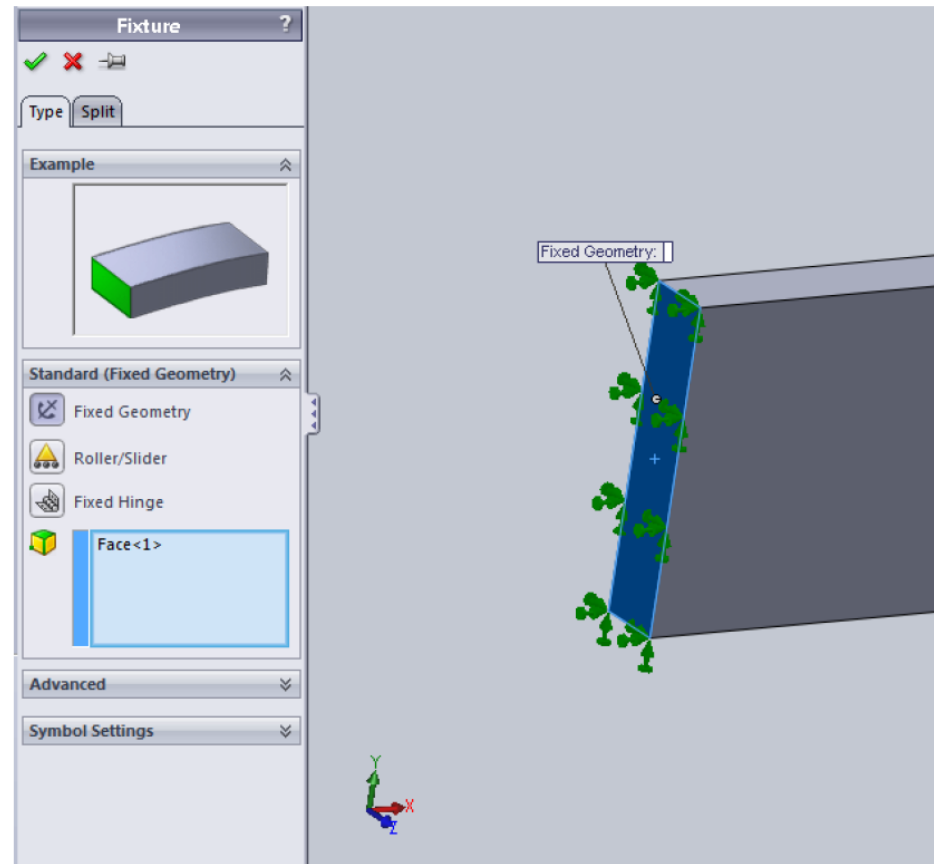 Fixture ?
Type Split
Example
Fixed Geometry:
Standard (Fixed Geometry)
Fixed Geometry
Roller/Slider
Fixed Hinge
Face<1>
Advanced
Symbol Settings
Y
X
Z